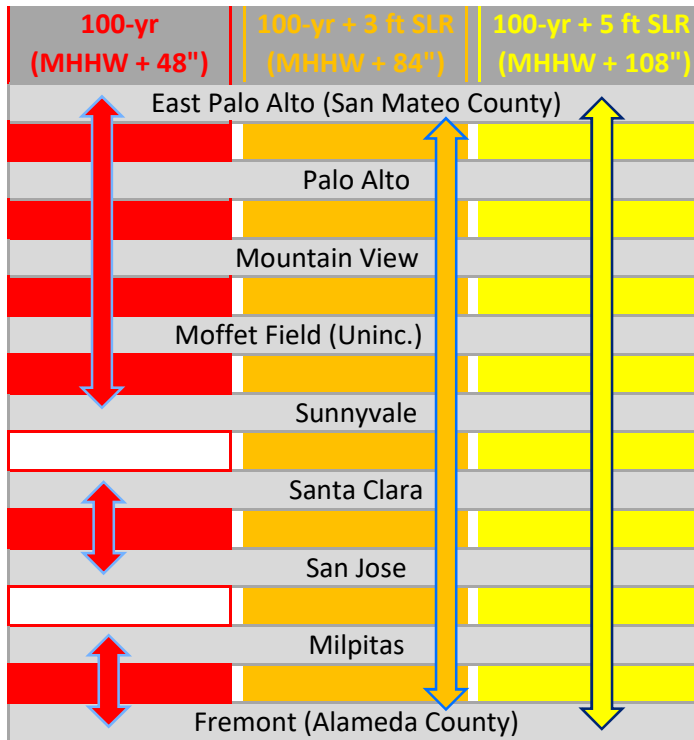 100-yr
(MHHW + 48")
100-yr + 3 ft SLR
(MHHW + 84")
100-yr + 5 ft SLR
(MHHW + 108")
East Palo Alto (San Mateo County)
Palo Alto
Mountain View
Moffet Field (Uninc.)
Sunnyvale
Santa Clara
San Jose
Milpitas
Fremont (Alameda County)